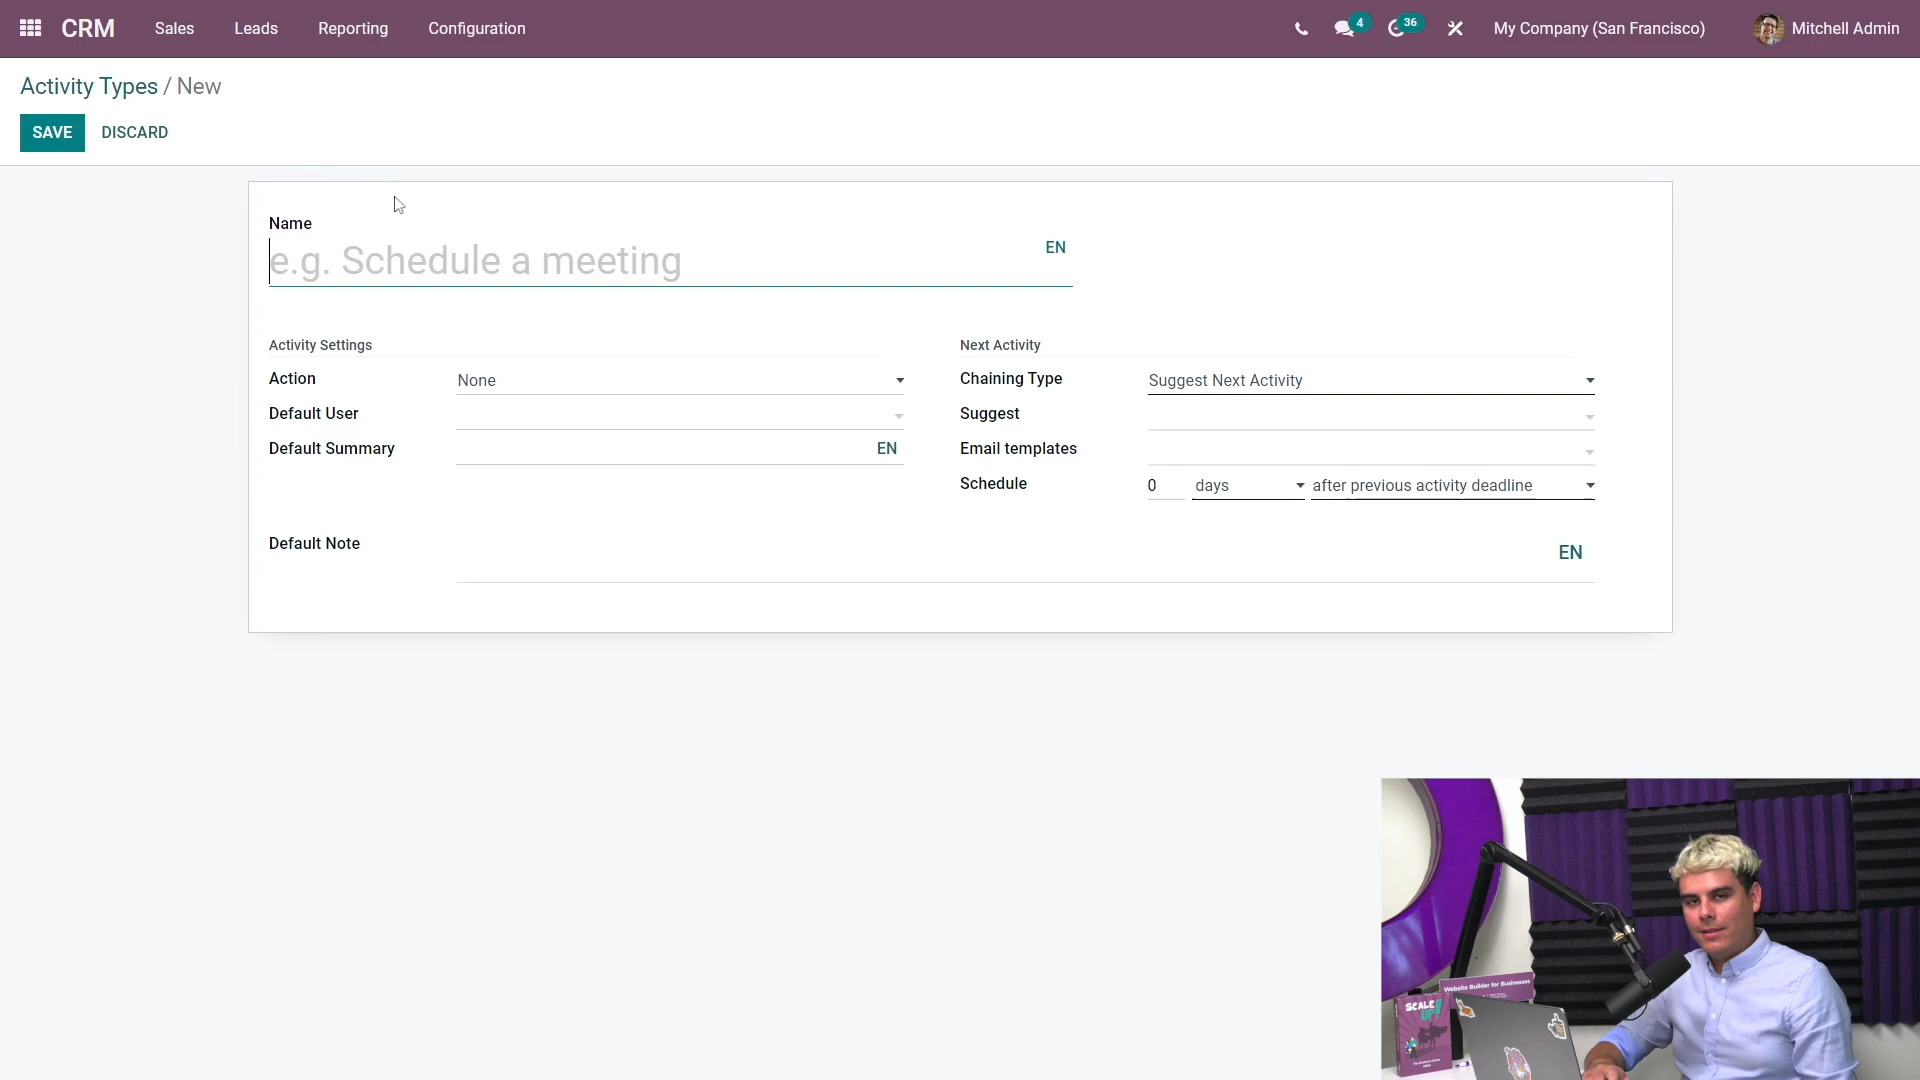 CRM Sales Leads Reporting Configuration 4 36 My Company (San Francisco) Mitchell Admin
Activity Types / New
SAVE DISCARD
Name
e.g. Schedule a meeting EN
Activity Settings
Action None
Default User
Default Summary EN
Next Activity
Chaining Type Suggest Next Activity
Suggest
Email templates
Schedule 0 days after previous activity deadline
Default Note EN
Website Builder for Businesses
SCALE
UP!